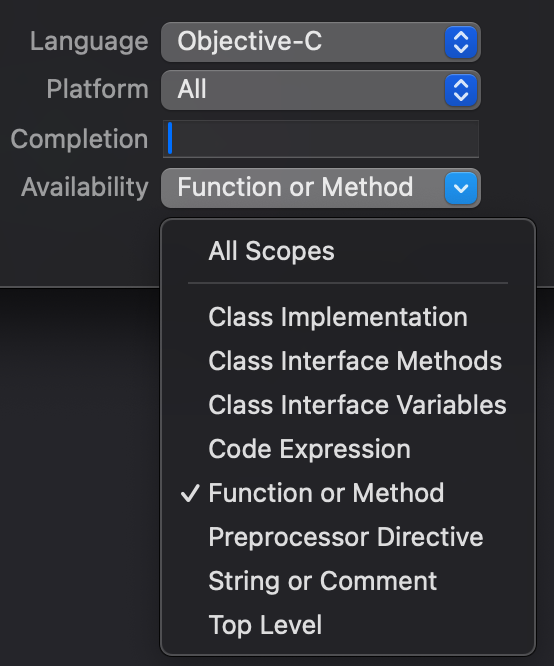 Language Objective-C
Platform All
Completion
Availability Function or Method
All Scopes
Class Implementation
Class Interface Methods
Class Interface Variables
Code Expression
✓ Function or Method
Preprocessor Directive
String or Comment
Top Level